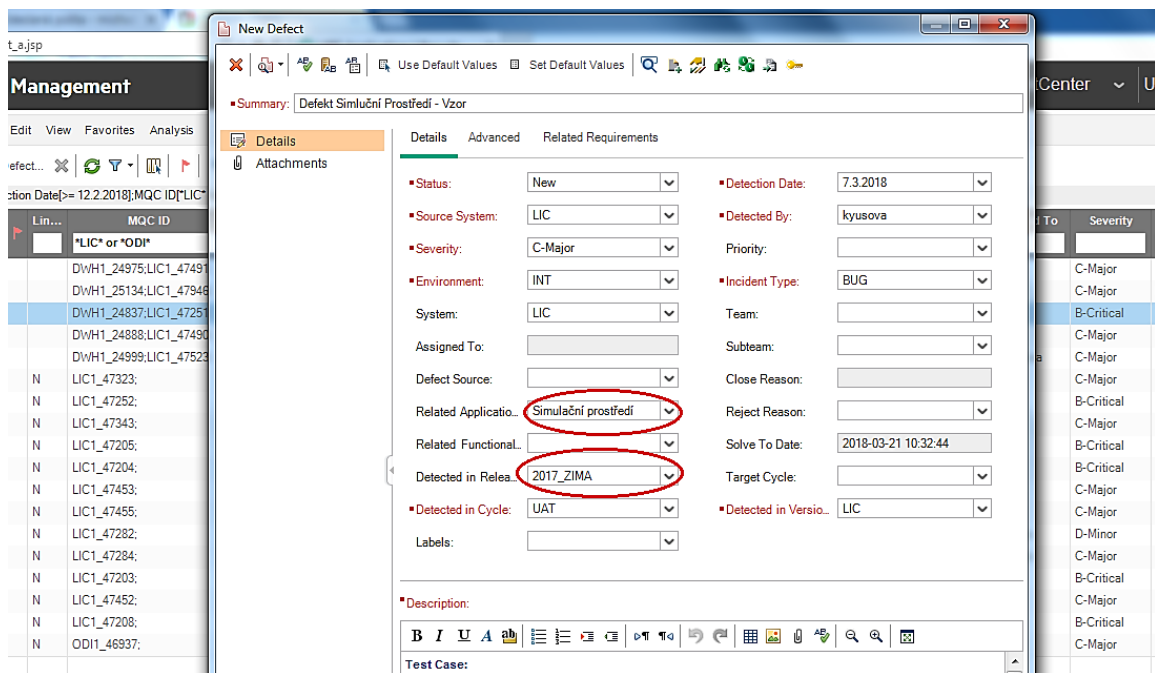 New Defect
t_a.jsp
Management
Center
U
Use Default Values
Set Default Values
Summary: Defekt Simluční Prostředí - Vzor
Edit View Favorites Analysis
Details
Attachments
Details Advanced Related Requirements
efect...
ction Date[>= 12.2.2018];MQC ID["LIC"
Status: New
Detection Date: 7.3.2018
Source System: LIC
Detected By: kyusova
Severity: C-Major
Priority:
Environment: INT
Incident Type: BUG
System: LIC
Team:
Assigned To:
Subteam:
Defect Source:
Close Reason:
Related Applicatio... Simulační prostředí
Reject Reason:
Related Functional...
Solve To Date: 2018-03-21 10:32:44
Detected in Relea... 2017_ZIMA
Target Cycle:
Detected in Cycle: UAT
Detected in Versio... LIC
Labels:
Description:
B I U A ab
Test Case:
Lin... MQC ID
*LIC* or *ODI*
DWH1_24975;LIC1_47491
DWH1_25134;LIC1_47946
DWH1_24837;LIC1_47251
DWH1_24888;LIC1_47490
DWH1_24999;LIC1_47523
N LIC1_47323;
N LIC1_47252;
N LIC1_47343;
N LIC1_47205;
N LIC1_47204;
N LIC1_47453;
N LIC1_47455;
N LIC1_47282;
N LIC1_47284;
N LIC1_47203;
N LIC1_47452;
N LIC1_47208;
N ODI1_46937;
To Severity
C-Major
C-Major
B-Critical
C-Major
a C-Major
C-Major
B-Critical
C-Major
B-Critical
B-Critical
C-Major
C-Major
D-Minor
C-Major
B-Critical
C-Major
B-Critical
C-Major